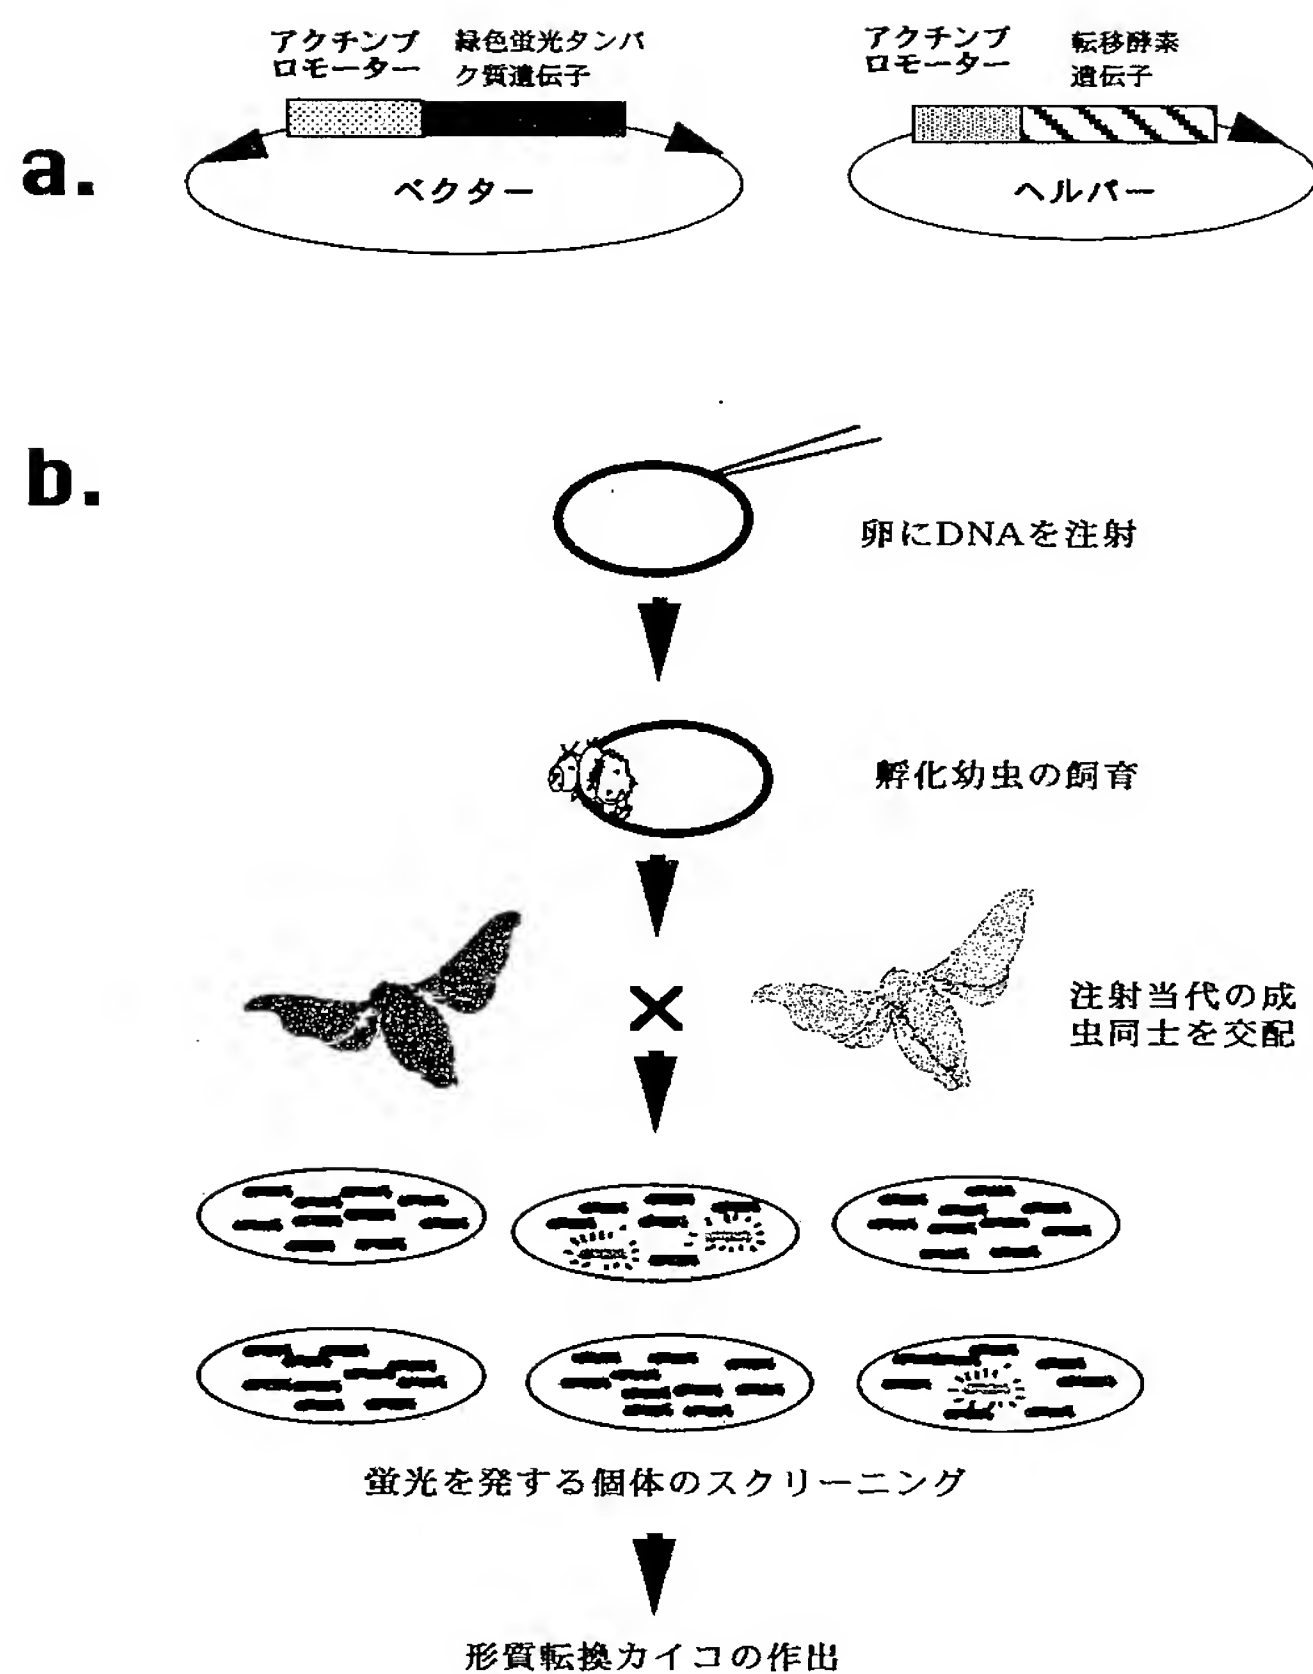 アクチンプ
ロモーター
緑色蛍光タンパ
ク質遺伝子
アクチンプ
ロモーター
転移酵素
遺伝子
a.
ベクター
ヘルパー
b.
卵にDNAを注射
孵化幼虫の飼育
×
注射当代の成
虫同士を交配
蛍光を発する個体のスクリーニング
形質転換カイコの作出